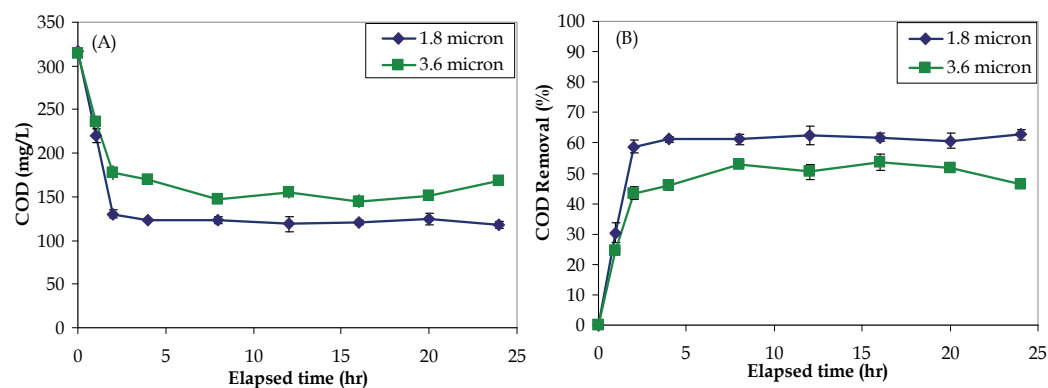 (A)
1.8 micron
3.6 micron
COD (mg/L)
350
300
250
200
150
100
50
0
0 5 10 15 20 25
Elapsed time (hr)
(B)
1.8 micron
3.6 micron
COD Removal (%)
100
90
80
70
60
50
40
30
20
10
0
0 5 10 15 20 25
Elapsed time (hr)